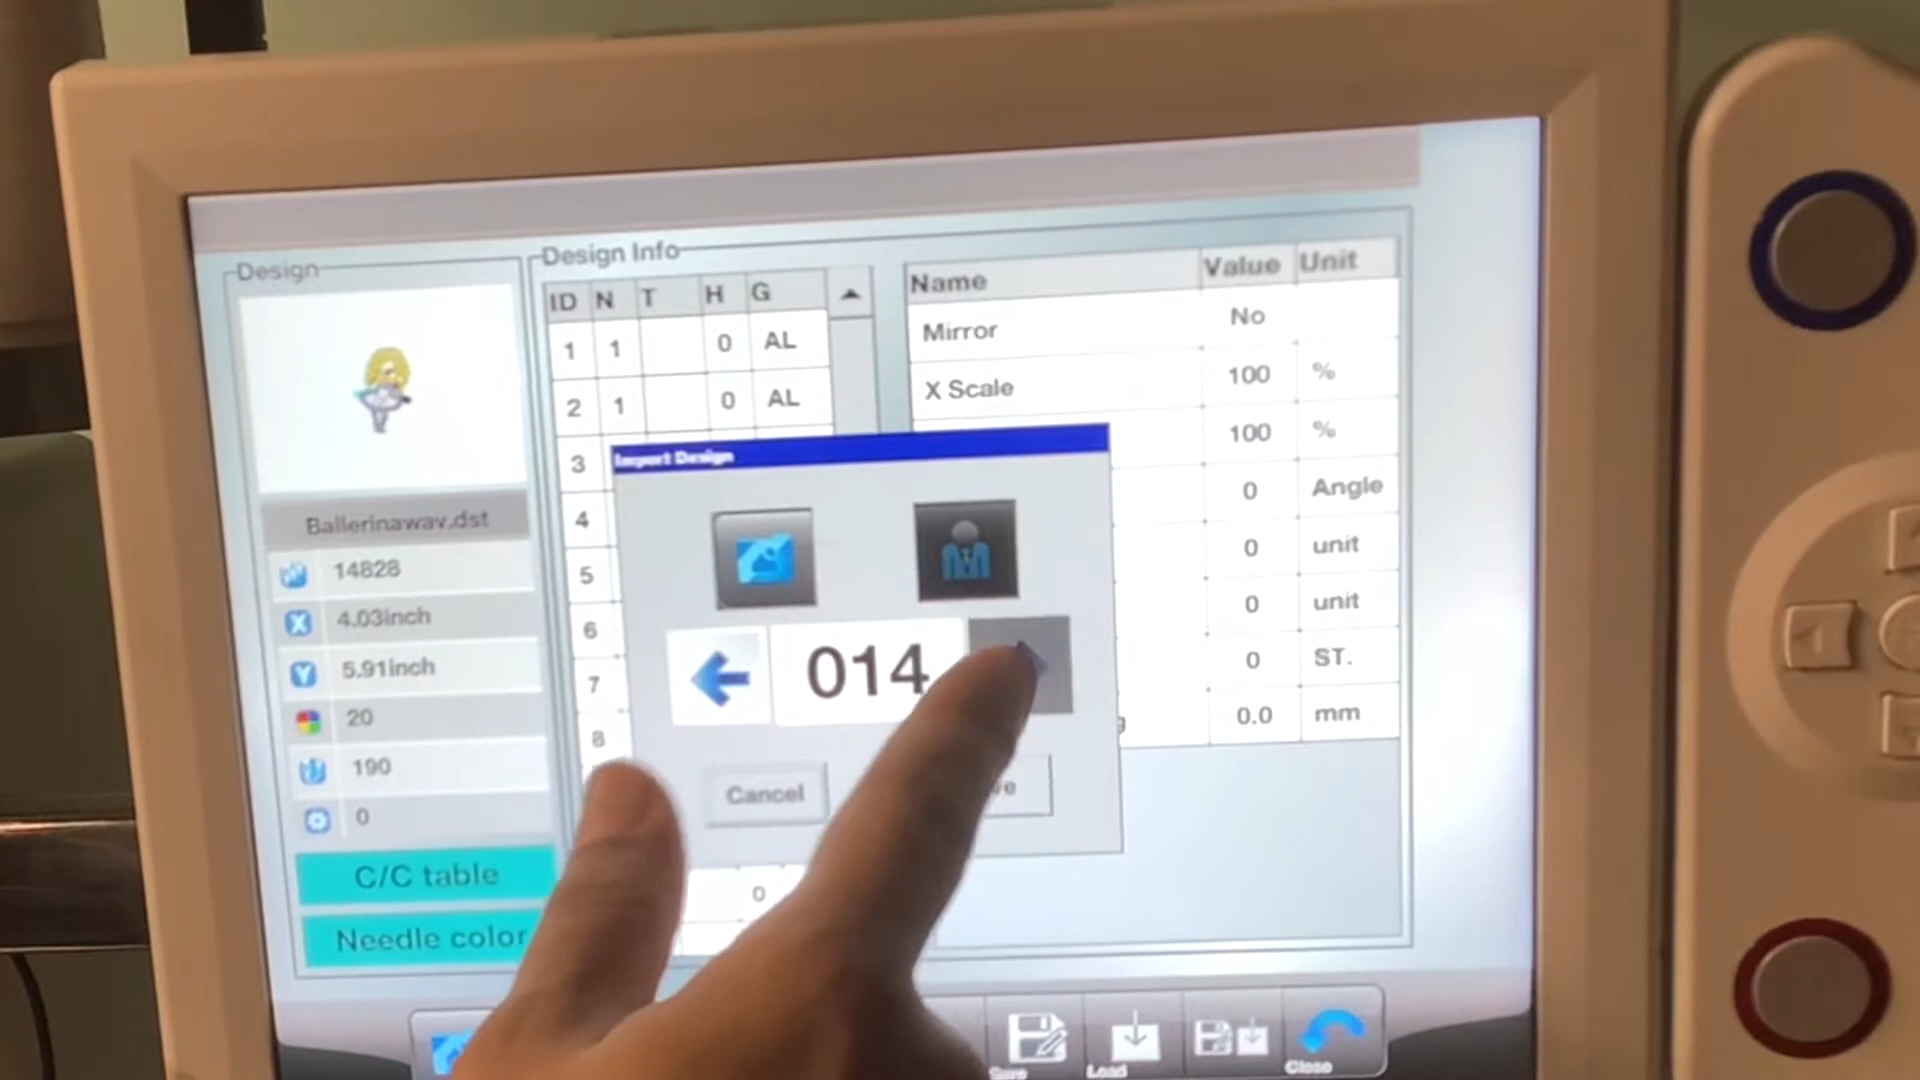 Design
Ballerinawav.dst
14828
4.03inch
5.91inch
20
190
0
C/C table
Needle color
Design Info
ID N T H G
1 1 0 AL
2 1 0 AL
3
4
5
6
7
8
0
Name Value Unit
Mirror No
X Scale 100 %
100 %
0 Angle
0 unit
0 unit
0 ST.
0.0 mm
Import Design
014
Cancel
Save
Load
Close